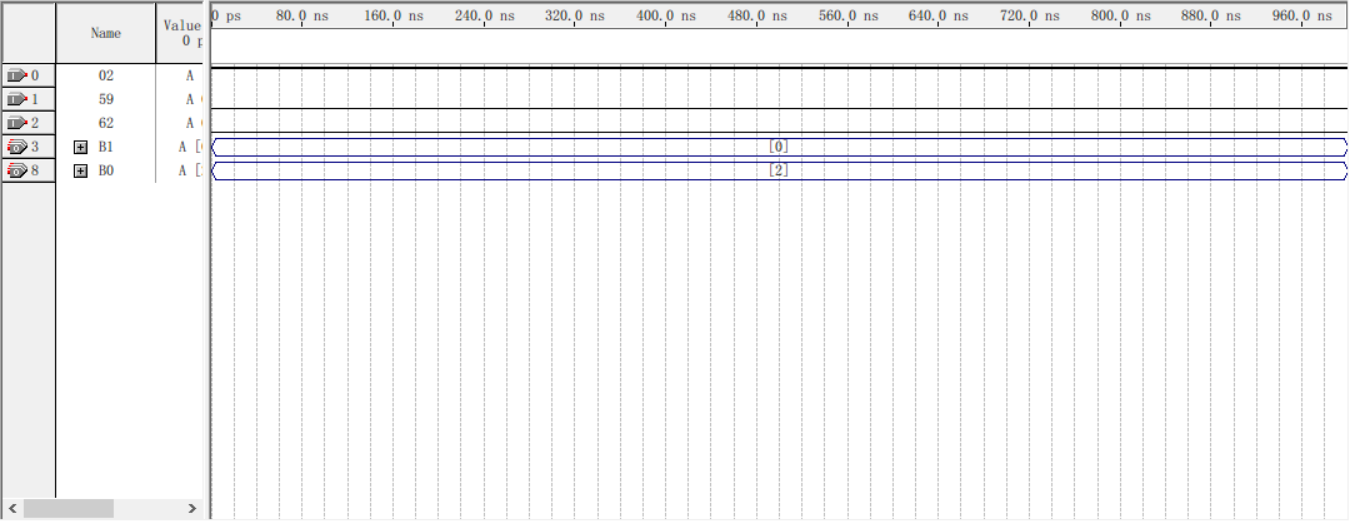 Name
Value
0 p
0 ps 80.0 ns 160.0 ns 240.0 ns 320.0 ns 400.0 ns 480.0 ns 560.0 ns 640.0 ns 720.0 ns 800.0 ns 880.0 ns 960.0 ns
0 02 A
1 59 A
2 62 A
3 B1 A [ [0]
8 B0 A [ [2]